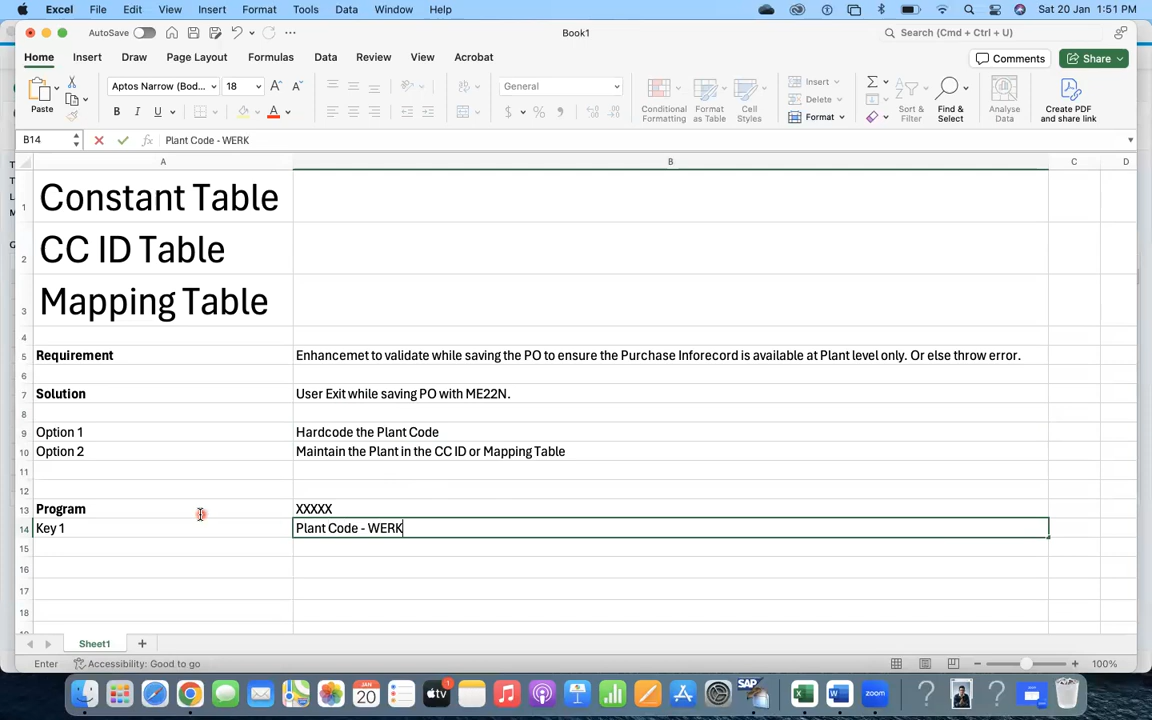 Excel File Edit View Insert Format Tools Data Window Help Sat 20 Jan 1:51 PM
AutoSave Book1 Search (Cmd + Ctrl + U)
Home Insert Draw Page Layout Formulas Data Review View Acrobat Comments Share
Paste Aptos Narrow (Bod... 18 A A General Conditional Formatting Format as Table Cell Styles Insert Delete Format Sort & Filter Find & Select Analyse Data Create PDF and share link
B I U A $ %
B14 fx Plant Code - WERK
A B C D
1 Constant Table
2 CC ID Table
3 Mapping Table
4
5 Requirement Enhancemet to validate while saving the PO to ensure the Purchase Inforecord is available at Plant level only. Or else throw error.
6
7 Solution User Exit while saving PO with ME22N.
8
9 Option 1 Hardcode the Plant Code
10 Option 2 Maintain the Plant in the CC ID or Mapping Table
11
12
13 Program XXXXX
14 Key 1 Plant Code - WERK
15
16
17
18
Sheet1
Enter Accessibility: Good to go 100%
JAN
20
tv
1
SAP
zoom